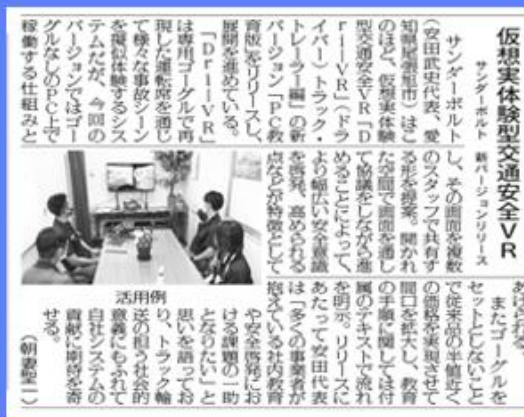 仮想実体験型交通安全VR
サンダーボルト 新バージョンリリース
サンダーボルト
(安田武史代表、愛
知県尾張旭市)はこ
のほど、仮想実体験
型交通安全VR「D
riVR」(ドラ
イバー)トラック・
トレーラー編」の新
バージョン「PC教
育版」をリリースし、
展開を進めている。
「DriVR」
は専用ゴーグルで再
現した運転席を通じ
て様々な事故シーン
を擬似体験するシス
テムだが、今回の
バージョンではゴー
グルなしのPC上で
稼働する仕組みと
し、その画面を複数
のスタッフで共有す
る形を提案。開かれ
た空間で画面を通し
て協議をしながら進
めることによって、
より幅広い安全意識
を啓発、高められる
点などが特徴として
あげられる。
またゴーグルを
セットとしないこと
で従来品の半値近く
の価格を実現させて
間口を拡大し、教育
の手順に関しては付
属のテキストで流れ
を明示。リリースに
あたって安田代表
は「多くの事業者が
抱えている社内教育
や安全啓発にお
ける課題の一助
となりたい」と
思いを語ってお
り、トラック輸
送の担う社会的
意義にもふれて
自社システムの
貢献に期待を寄
せる。
(朝妻聖一)
活用例